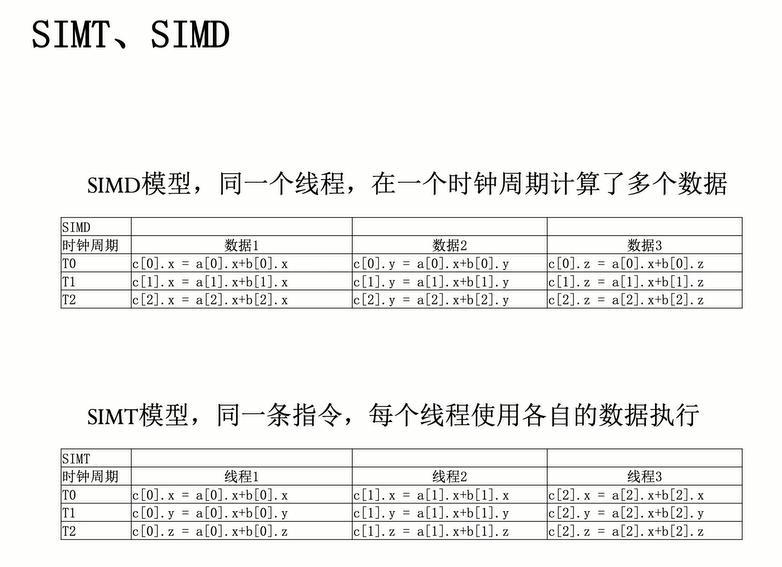 SIMT、SIMD
SIMD模型，同一个线程，在一个时钟周期计算了多个数据
SIMD
时钟周期 数据1 数据2 数据3
T0 c[0].x = a[0].x+b[0].x c[0].y = a[0].x+b[0].y c[0].z = a[0].x+b[0].z
T1 c[1].x = a[1].x+b[1].x c[1].y = a[1].x+b[1].y c[1].z = a[1].x+b[1].z
T2 c[2].x = a[2].x+b[2].x c[2].y = a[2].x+b[2].y c[2].z = a[2].x+b[2].z
SIMT模型，同一条指令，每个线程使用各自的数据执行
SIMT
时钟周期 线程1 线程2 线程3
T0 c[0].x = a[0].x+b[0].x c[1].x = a[1].x+b[1].x c[2].x = a[2].x+b[2].x
T1 c[0].y = a[0].x+b[0].y c[1].y = a[1].x+b[1].y c[2].y = a[2].x+b[2].y
T2 c[0].z = a[0].x+b[0].z c[1].z = a[1].x+b[1].z c[2].z = a[2].x+b[2].z